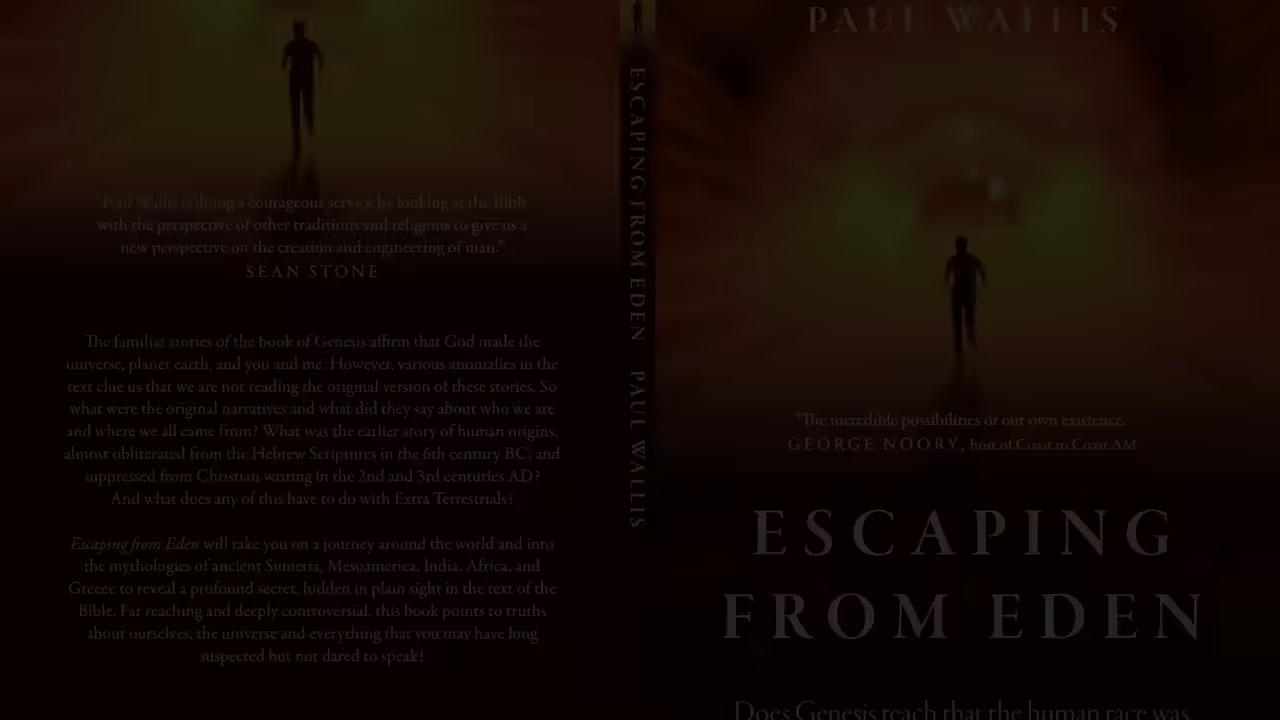 "Paul Wallis is doing a courageous service by looking at the Bible
with the perspective of other traditions and religions to give us a
new perspective on the creation and engineering of man."
SEAN STONE
The familiar stories of the book of Genesis affirm that God made the
universe, planet earth, and you and me. However, various anomalies in the
text clue us that we are not reading the original version of these stories. So
what were the original narratives and what did they say about who we are
and where we all came from? What was the earlier story of human origins,
almost obliterated from the Hebrew Scriptures in the 6th century BC, and
suppressed from Christian writing in the 2nd and 3rd centuries AD?
And what does any of this have to do with Extra Terrestrials?
Escaping from Eden will take you on a journey around the world and into
the mythologies of ancient Sumeria, Mesoamerica, India, Africa, and
Greece to reveal a profound secret, hidden in plain sight in the text of the
Bible. Far reaching and deeply controversial, this book points to truths
about ourselves, the universe and everything that you may have long
suspected but not dared to speak!
ESCAPING FROM EDEN PAUL WALLIS
PAUL WALLIS
"The incredible possibilities of our own existence.
GEORGE NOORY, host of Coast to Coast AM
ESCAPING
FROM EDEN
Does Genesis teach that the human race was